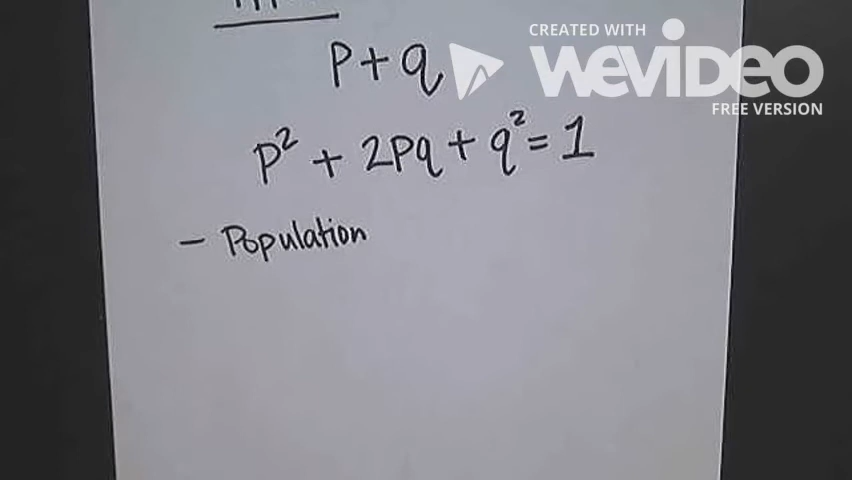 CREATED WITH
WEVIDEO
FREE VERSION
P + q
p² + 2pq + q² = 1
- Population